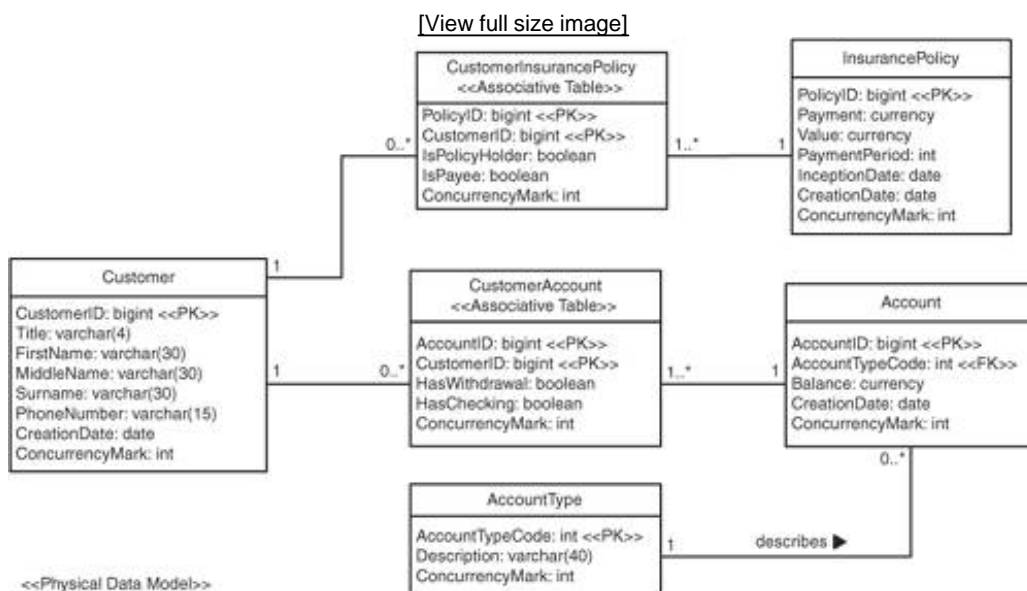 [View full size image]
CustomerInsurancePolicy
<<Associative Table>>
PolicyID: bigint <<PK>>
CustomerID: bigint <<PK>>
IsPolicyHolder: boolean
IsPayee: boolean
ConcurrencyMark: int
InsurancePolicy
PolicyID: bigint <<PK>>
Payment: currency
Value: currency
PaymentPeriod: int
InceptionDate: date
CreationDate: date
ConcurrencyMark: int
0..*
1..*
1
1
Customer
CustomerID: bigint <<PK>>
Title: varchar(4)
FirstName: varchar(30)
MiddleName: varchar(30)
Surname: varchar(30)
PhoneNumber: varchar(15)
CreationDate: date
ConcurrencyMark: int
1
0..*
CustomerAccount
<<Associative Table>>
AccountID: bigint <<PK>>
CustomerID: bigint <<PK>>
HasWithdrawal: boolean
HasChecking: boolean
ConcurrencyMark: int
1..*
1
Account
AccountID: bigint <<PK>>
AccountTypeCode: int <<FK>>
Balance: currency
CreationDate: date
ConcurrencyMark: int
0..*
AccountType
AccountTypeCode: int <<PK>>
Description: varchar(40)
ConcurrencyMark: int
1
describes ▶
<<Physical Data Model>>